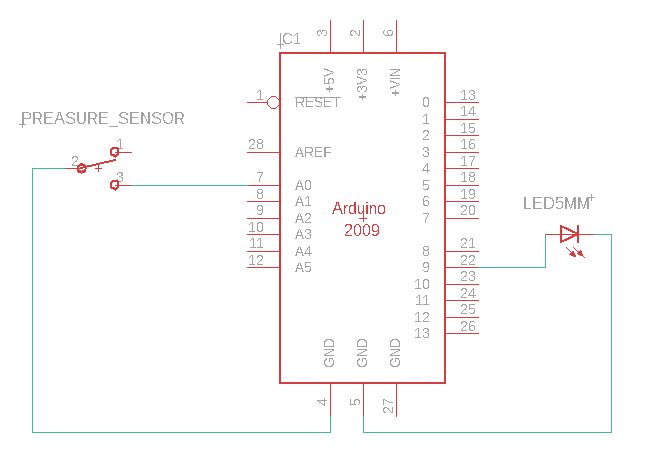 3 2 6
IC1
+5V +3V3 +VIN
1 RESET 0 13
1 14
PREASURE_SENSOR
2 15
1 28 AREF 3 16
2 4 17
3 7 A0 5 18
8 A1 6 19
9 A2 7 20
LED5MM
Arduino
2009
10 A3
11 A4 8 21
12 A5 9 22
10 23
11 24
12 25
13 26
GND GND GND
4 5 27